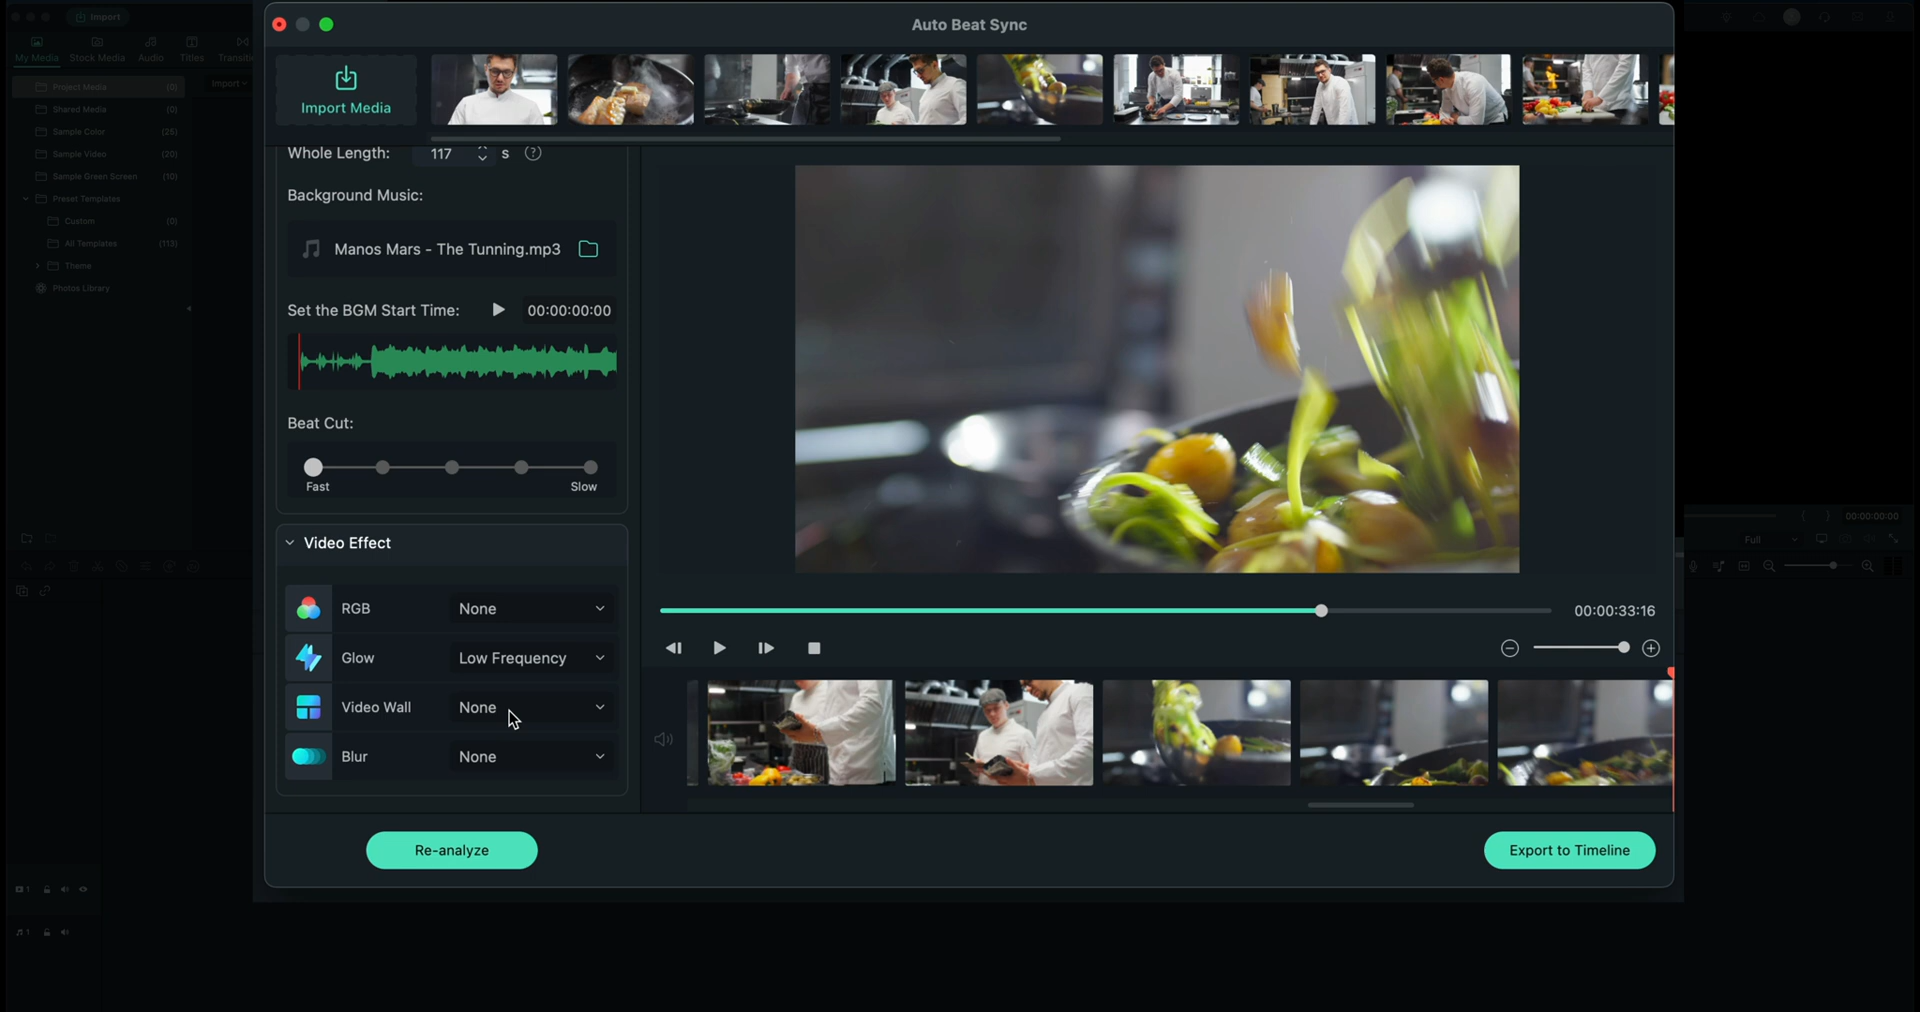 Import
My Media
Stock Media
Audio
Titles
Transiti
Project Media (0)
Import
Shared Media (0)
Sample Color (25)
Sample Video (20)
Sample Green Screen (10)
Preset Templates
Custom (0)
All Templates (113)
Theme
Photos Library
Auto Beat Sync
Import Media
Whole Length: 117 s ?
Background Music:
Manos Mars - The Tunning.mp3
Set the BGM Start Time: 00:00:00:00
Beat Cut:
Fast Slow
Video Effect
RGB None
Glow Low Frequency
Video Wall None
Blur None
Re-analyze
00:00:33:16
Export to Timeline
00:00:00:00
Full
1
1